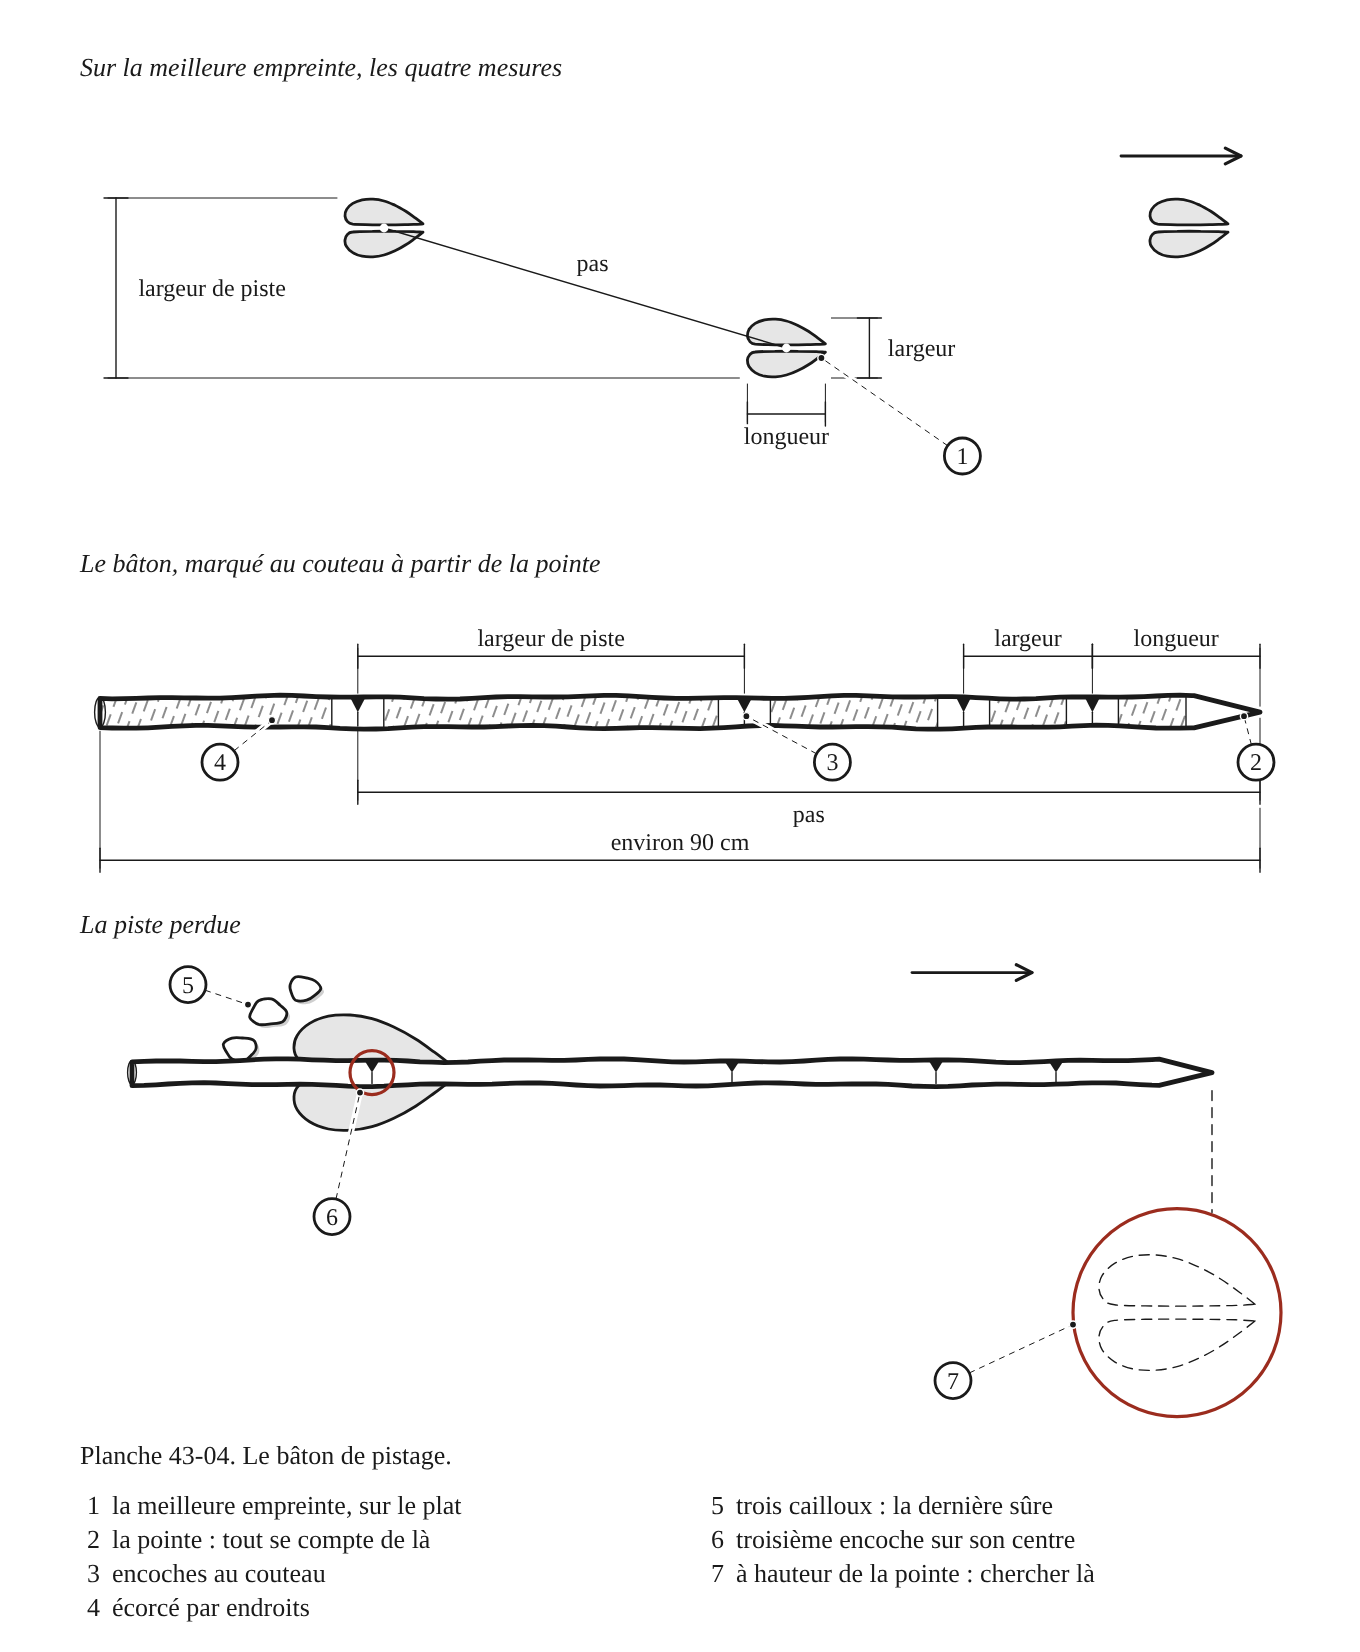 Sur la meilleure empreinte, les quatre mesures
largeur de piste
pas
largeur
longueur
1
Le bâton, marqué au couteau à partir de la pointe
largeur de piste
largeur
longueur
4
3
2
pas
environ 90 cm
La piste perdue
5
6
7
Planche 43-04. Le bâton de pistage.
1 la meilleure empreinte, sur le plat
2 la pointe : tout se compte de là
3 encoches au couteau
4 écorcé par endroits
5 trois cailloux : la dernière sûre
6 troisième encoche sur son centre
7 à hauteur de la pointe : chercher là